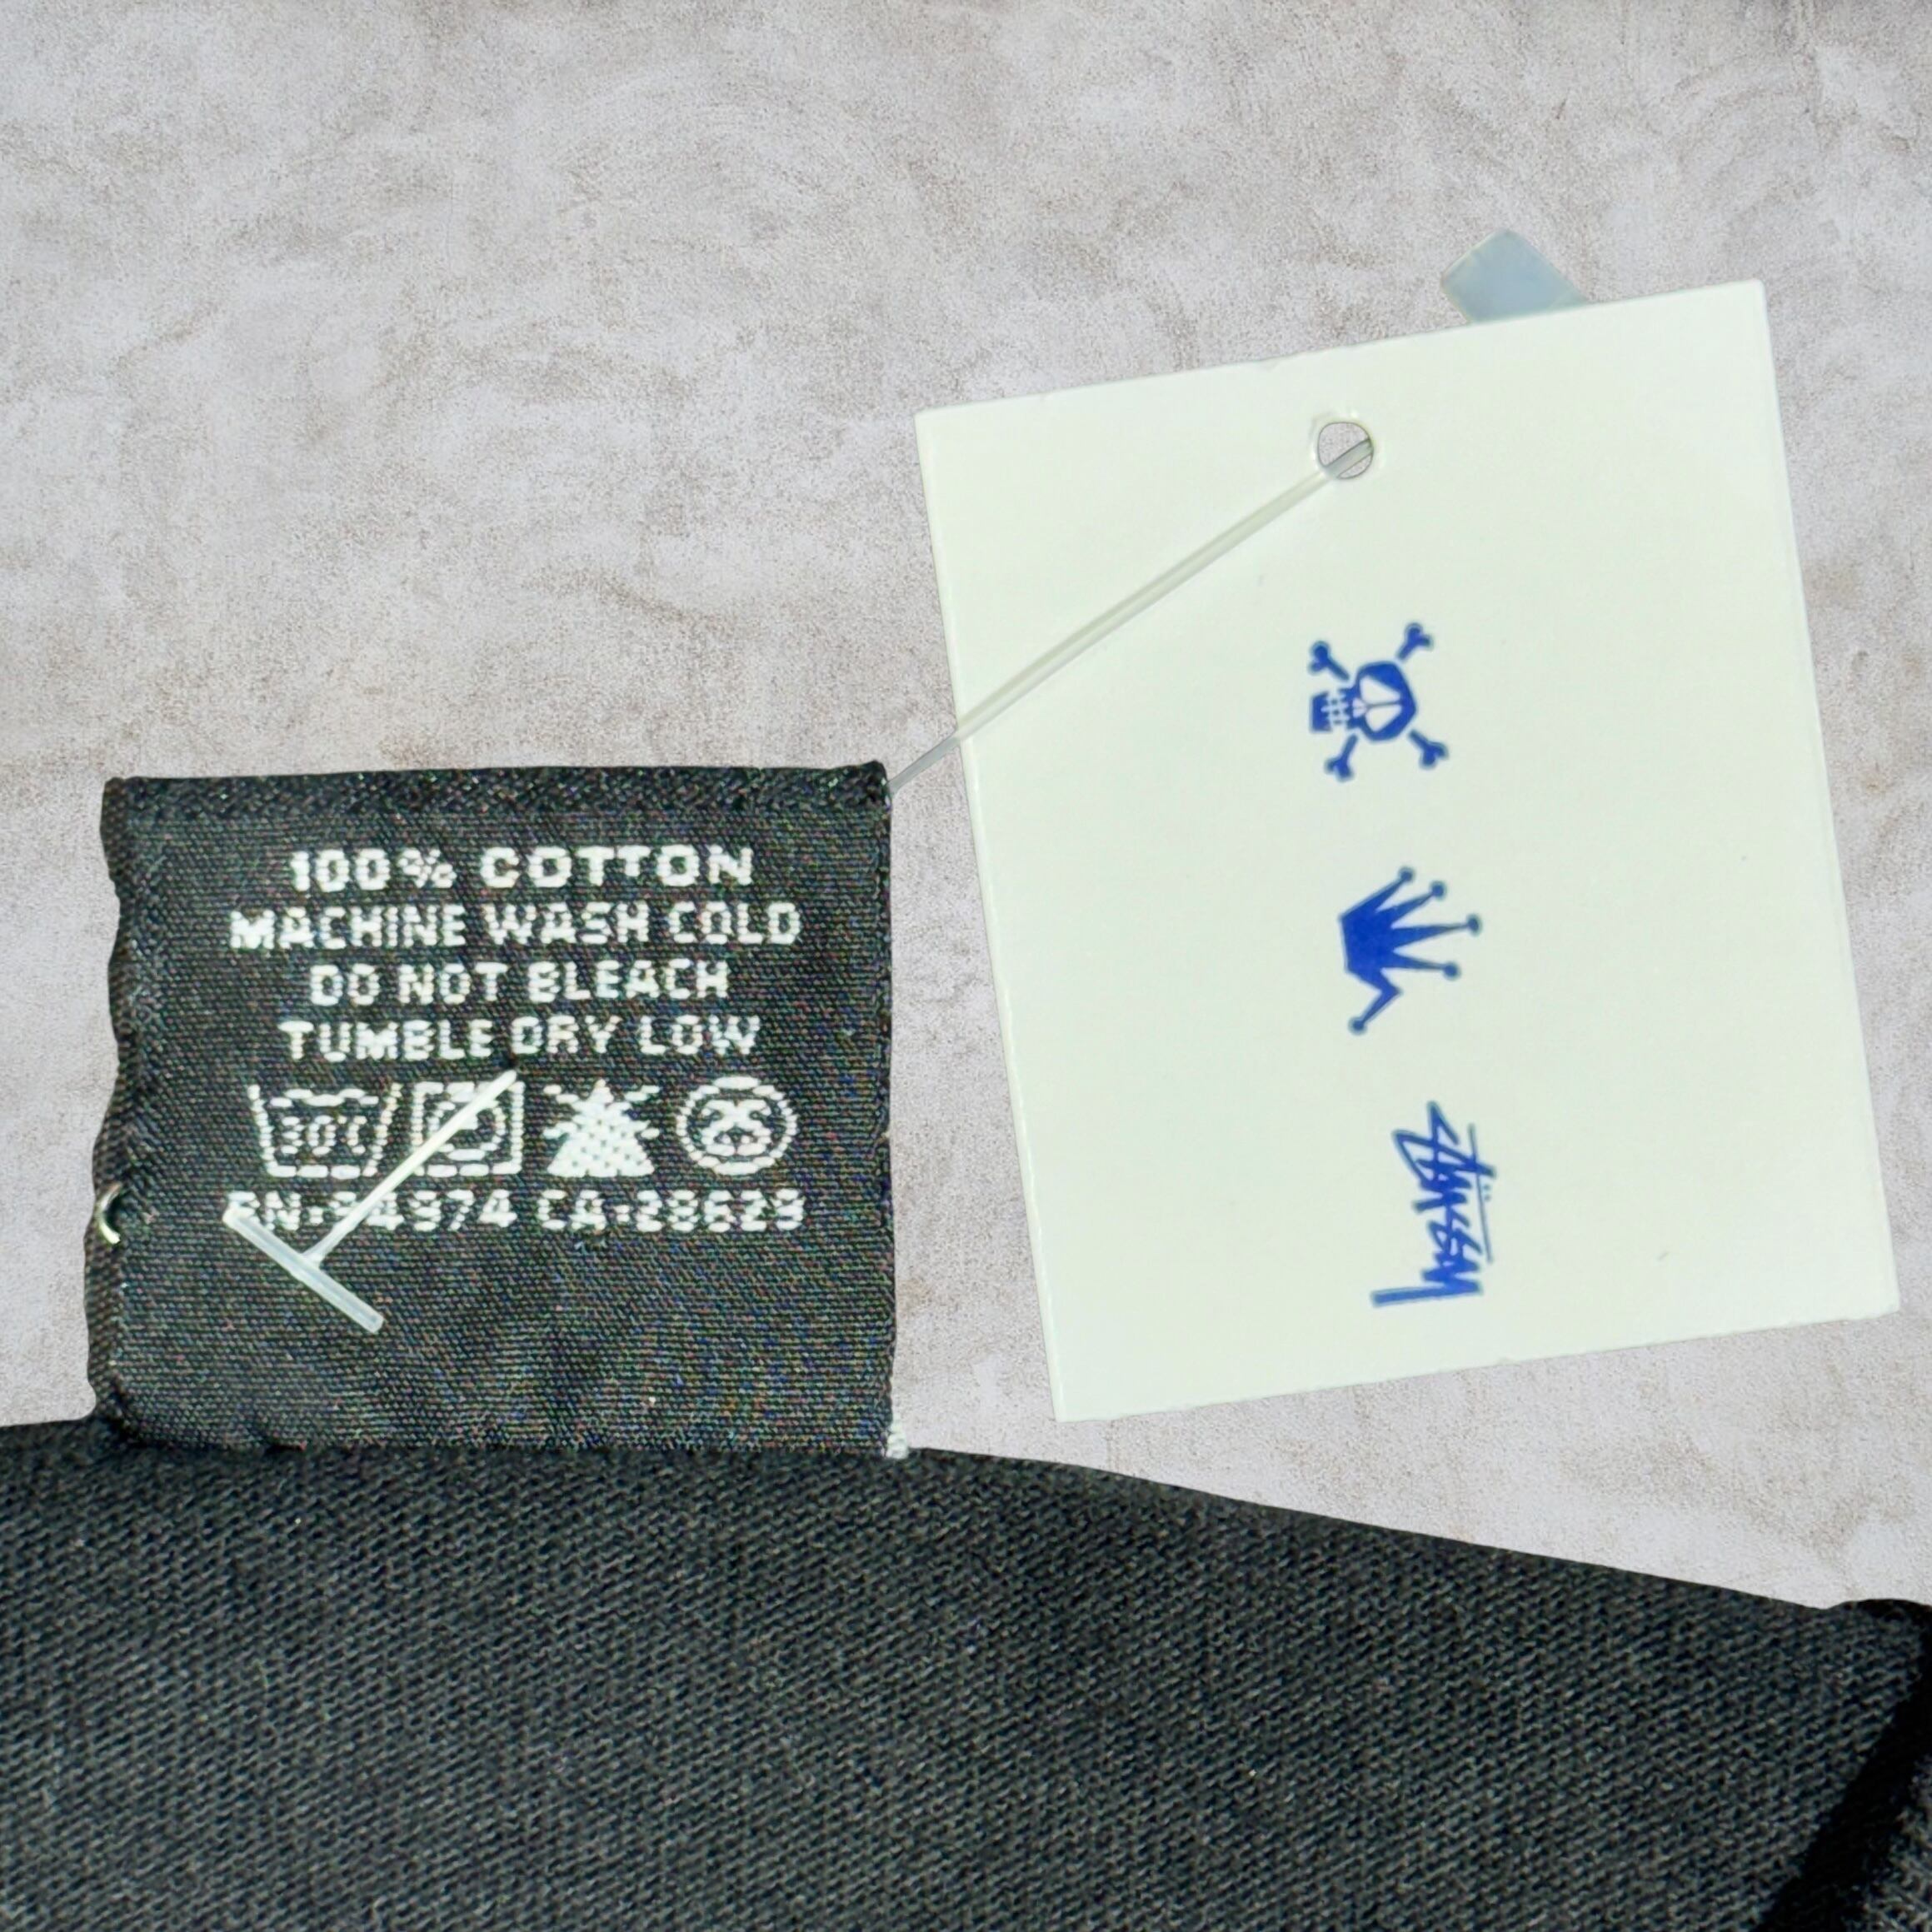 100% COTTON
MACHINE WASH COLD
DO NOT BLEACH
TUMBLE DRY LOW
30°C
CA-28629
Stüssy